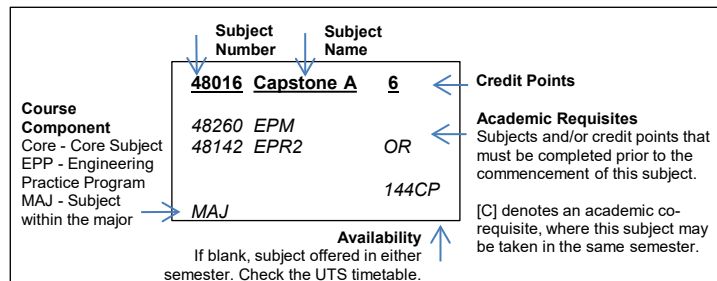 Subject Number
Subject Name
48016 Capstone A 6
Credit Points
Course
Component
Core - Core Subject
EPP - Engineering
Practice Program
MAJ - Subject
within the major
48260 EPM
48142 EPR2 OR
144CP
MAJ
Academic Requisites
Subjects and/or credit points that
must be completed prior to the
commencement of this subject.
[C] denotes an academic co-
requisite, where this subject may
be taken in the same semester.
Availability
If blank, subject offered in either
semester. Check the UTS timetable.